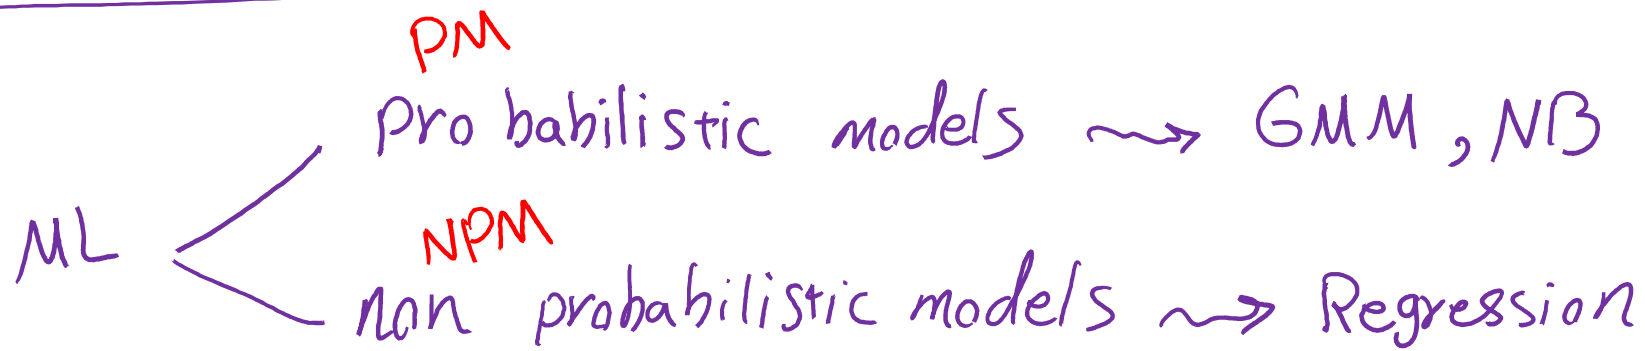 PM
probabilistic models → GMM, NB
ML
NPM
non probabilistic models → Regression